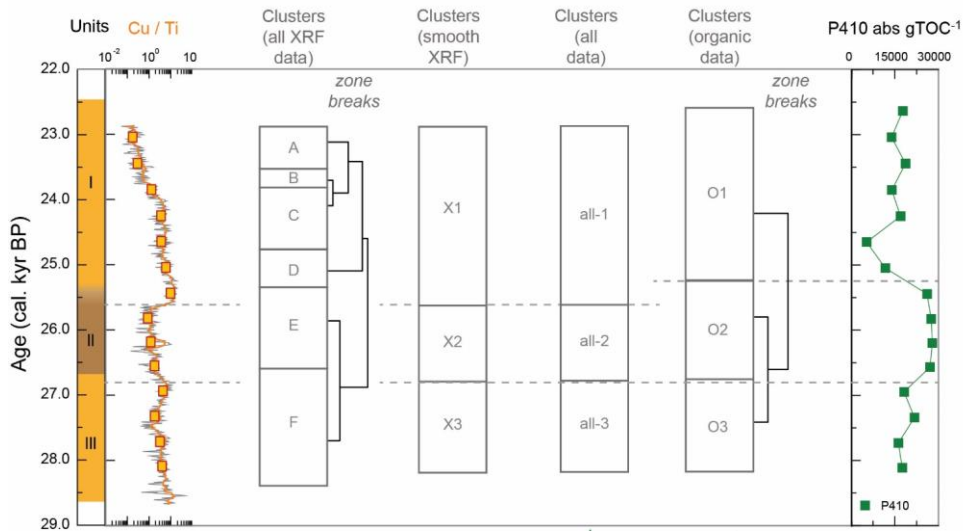 Units
Cu / Ti
10-2 100 102
Clusters
(all XRF
data)
Clusters
(smooth
XRF)
Clusters
(all
data)
Clusters
(organic
data)
P410 abs gTOC-1
0 15000 30000
zone
breaks
zone
breaks
Age (cal. kyr BP)
22.0
23.0
24.0
25.0
26.0
27.0
28.0
29.0
I
II
III
A
B
C
D
E
F
X1
X2
X3
all-1
all-2
all-3
O1
O2
O3
P410